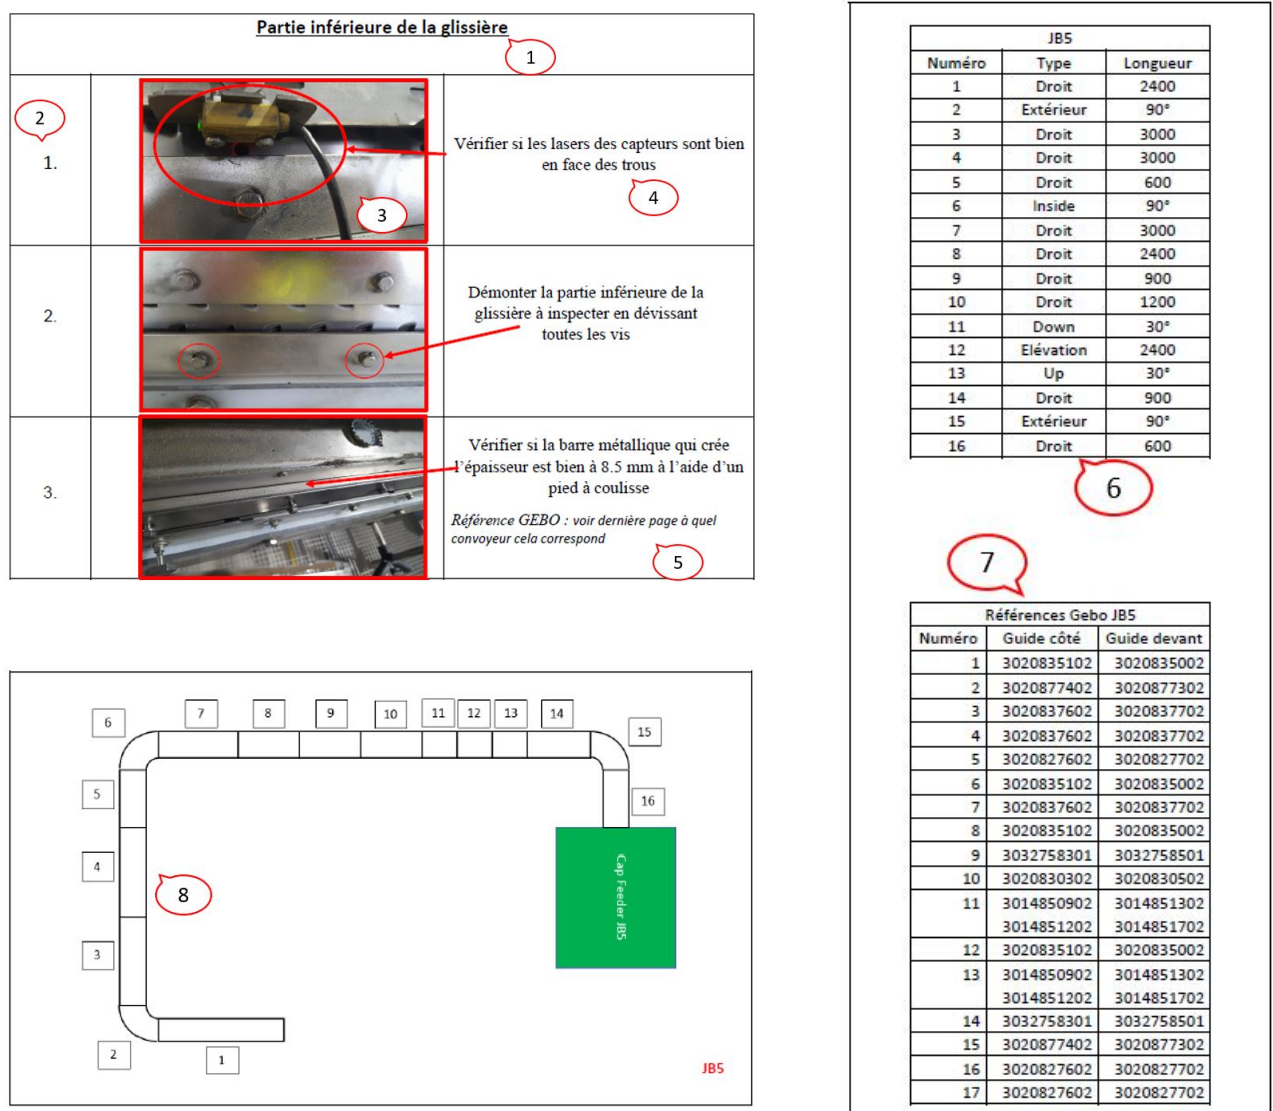 Partie inférieure de la glissière
1
2
1.
3
Vérifier si les lasers des capteurs sont bien
en face des trous
4
2.
Démonter la partie inférieure de la
glissière à inspecter en dévissant
toutes les vis
3.
Vérifier si la barre métallique qui crée
l'épaisseur est bien à 8.5 mm à l'aide d'un
pied à coulisse
Référence GEBO : voir dernière page à quel
convoyeur cela correspond
5
JB5
Numéro Type Longueur
1 Droit 2400
2 Extérieur 90°
3 Droit 3000
4 Droit 3000
5 Droit 600
6 Inside 90°
7 Droit 3000
8 Droit 2400
9 Droit 900
10 Droit 1200
11 Down 30°
12 Elévation 2400
13 Up 30°
14 Droit 900
15 Extérieur 90°
16 Droit 600
6
7
Références Gebo JB5
Numéro Guide côté Guide devant
1 3020835102 3020835002
2 3020877402 3020877302
3 3020837602 3020837702
4 3020837602 3020837702
5 3020827602 3020827702
6 3020835102 3020835002
7 3020837602 3020837702
8 3020835102 3020835002
9 3032758301 3032758501
10 3020830302 3020830502
11 3014850902 3014851302
3014851202 3014851702
12 3020835102 3020835002
13 3014850902 3014851302
3014851202 3014851702
14 3032758301 3032758501
15 3020877402 3020877302
16 3020827602 3020827702
17 3020827602 3020827702
6
7
8
9
10
11
12
13
14
15
5
16
4
8
3
Cap Feeder JB5
2
1
JB5